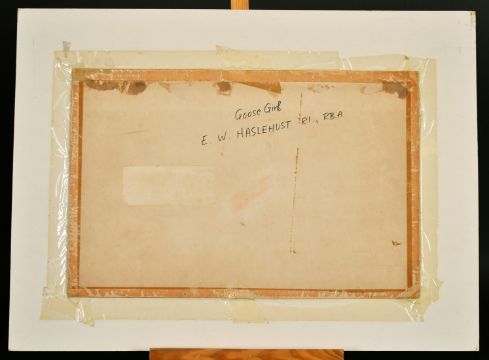 Goose Girl
E. W. HASLEHUST RI., RBA.